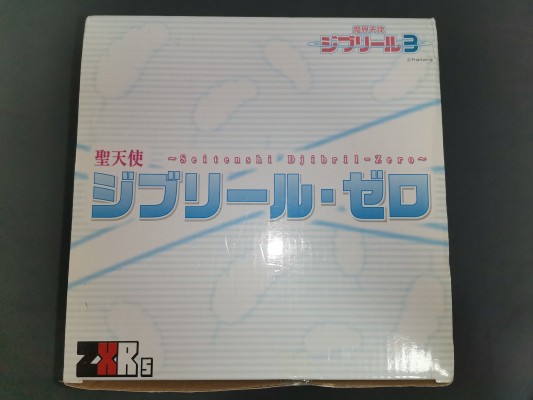 魔界天使
ジブリール3
聖天使
~Seitenshi Djibril-Zero~
ジブリール・ゼロ
ZXRs